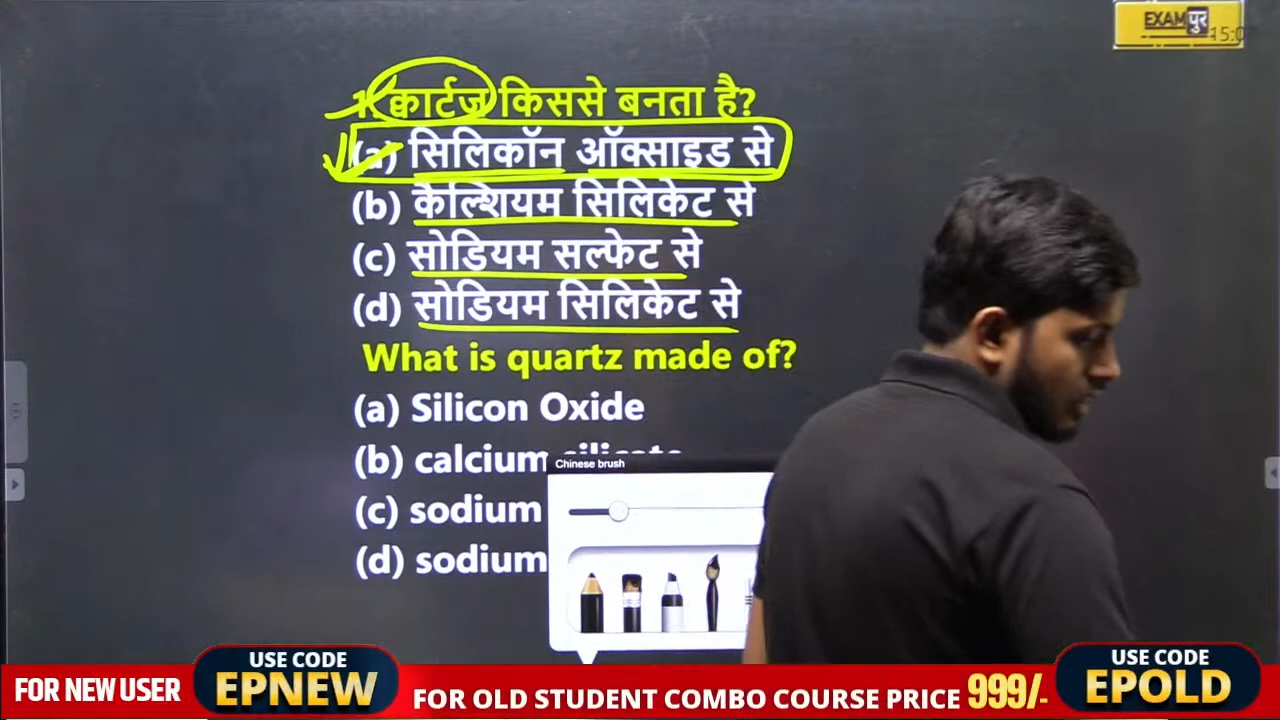 EXAMपुर
1. क्वार्टज किससे बनता है?
(a) सिलिकॉन ऑक्साइड से
(b) कैल्शियम सिलिकेट से
(c) सोडियम सल्फेट से
(d) सोडियम सिलिकेट से
What is quartz made of?
(a) Silicon Oxide
(b) calcium silicate
Chinese brush
(c) sodium
(d) sodium
FOR NEW USER
USE CODE
EPNEW
FOR OLD STUDENT COMBO COURSE PRICE 999/-
USE CODE
EPOLD